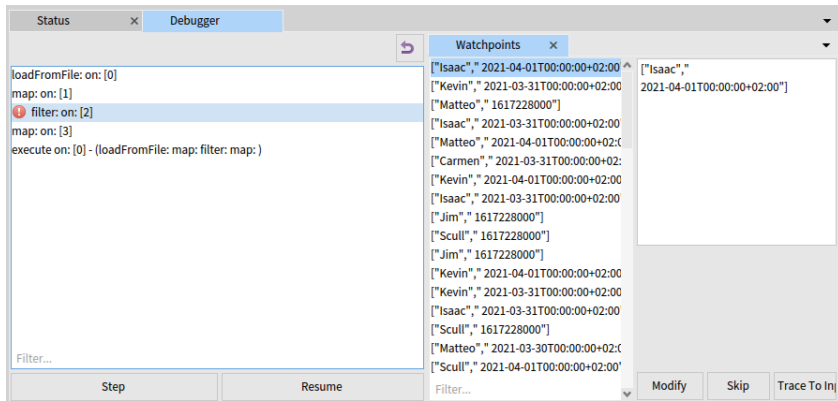 Status ×
Debugger
Watchpoints ×
loadFromFile: on: [0]
map: on: [1]
filter: on: [2]
map: on: [3]
execute on: [0] - (loadFromFile: map: filter: map: )
Filter...
Step
Resume
["Isaac"," 2021-04-01T00:00:00+02:00
["Kevin"," 2021-03-31T00:00:00+02:00
["Matteo"," 1617228000"]
["Isaac"," 2021-03-31T00:00:00+02:00
["Matteo"," 2021-04-01T00:00:00+02:0
["Carmen"," 2021-03-31T00:00:00+02:
["Kevin"," 2021-04-01T00:00:00+02:00
["Isaac"," 2021-03-31T00:00:00+02:00"
["Jim"," 1617228000"]
["Scull"," 1617228000"]
["Jim"," 1617228000"]
["Kevin"," 2021-04-01T00:00:00+02:00
["Kevin"," 2021-03-31T00:00:00+02:00
["Isaac"," 2021-03-31T00:00:00+02:00"
["Scull"," 1617228000"]
["Matteo"," 2021-03-30T00:00:00+02:0
["Scull"," 2021-04-01T00:00:00+02:00"
Filter...
["Isaac","
2021-04-01T00:00:00+02:00"]
Modify
Skip
Trace To In